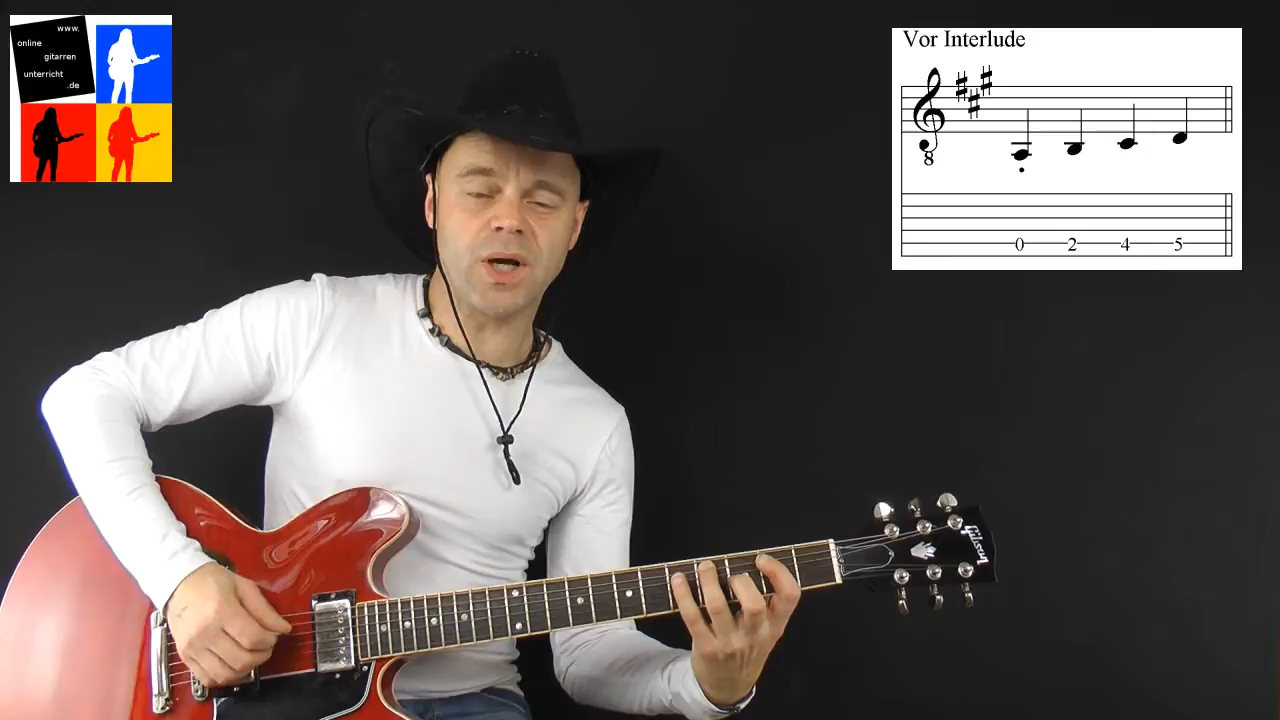 www.
online
gitarren
unterricht
.de
Vor Interlude
8
0 2 4 5
Gibson